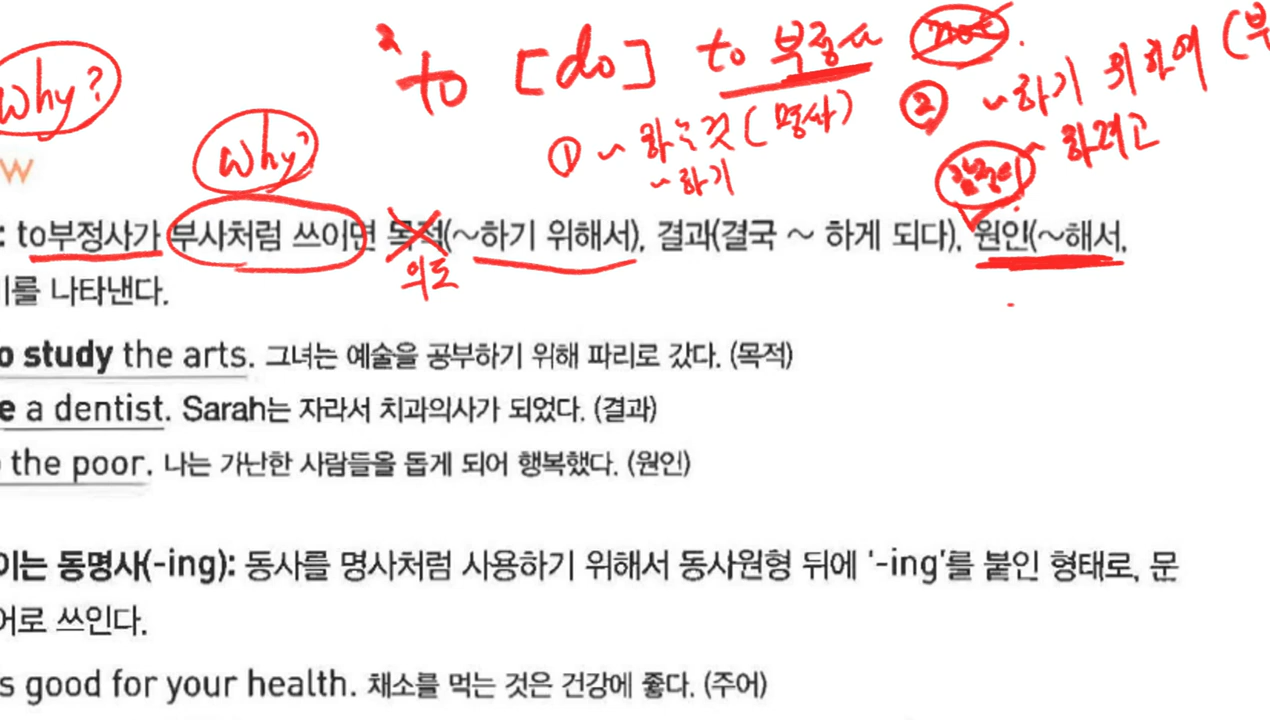 to [do] to 부정사 not
② ~하기 위하여 (부
why?
why?
① ~ 하는 것 (명사)
~ 하려고
~하기
W
: to부정사가 부사처럼 쓰이면 목적(~하기 위해서), 결과(결국 ~ 하게 되다), 원인(~해서,
의도
를 나타낸다.
o study the arts. 그녀는 예술을 공부하기 위해 파리로 갔다. (목적)
e a dentist. Sarah는 자라서 치과의사가 되었다. (결과)
the poor. 나는 가난한 사람들을 돕게 되어 행복했다. (원인)
이는 동명사(-ing): 동사를 명사처럼 사용하기 위해서 동사원형 뒤에 ‘-ing’를 붙인 형태로, 문
어로 쓰인다.
s good for your health. 채소를 먹는 것은 건강에 좋다. (주어)